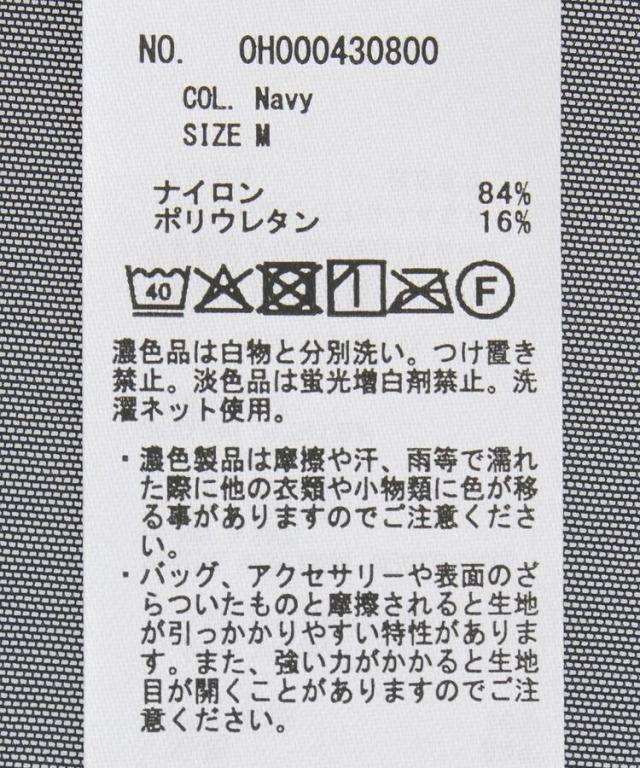 NO. 0H000430800
COL. Navy
SIZE M
ナイロン 84%
ポリウレタン 16%
40 F
濃色品は白物と分別洗い。つけ置き
禁止。淡色品は蛍光増白剤禁止。洗
濯ネット使用。
・濃色製品は摩擦や汗、雨等で濡れ
た際に他の衣類や小物類に色が移
る事がありますのでご注意くださ
い。
・バッグ、アクセサリーや表面のざ
らついたものと摩擦されると生地
が引っかかりやすい特性がありま
す。また、強い力がかかると生地
目が開くことがありますのでご注
意ください。